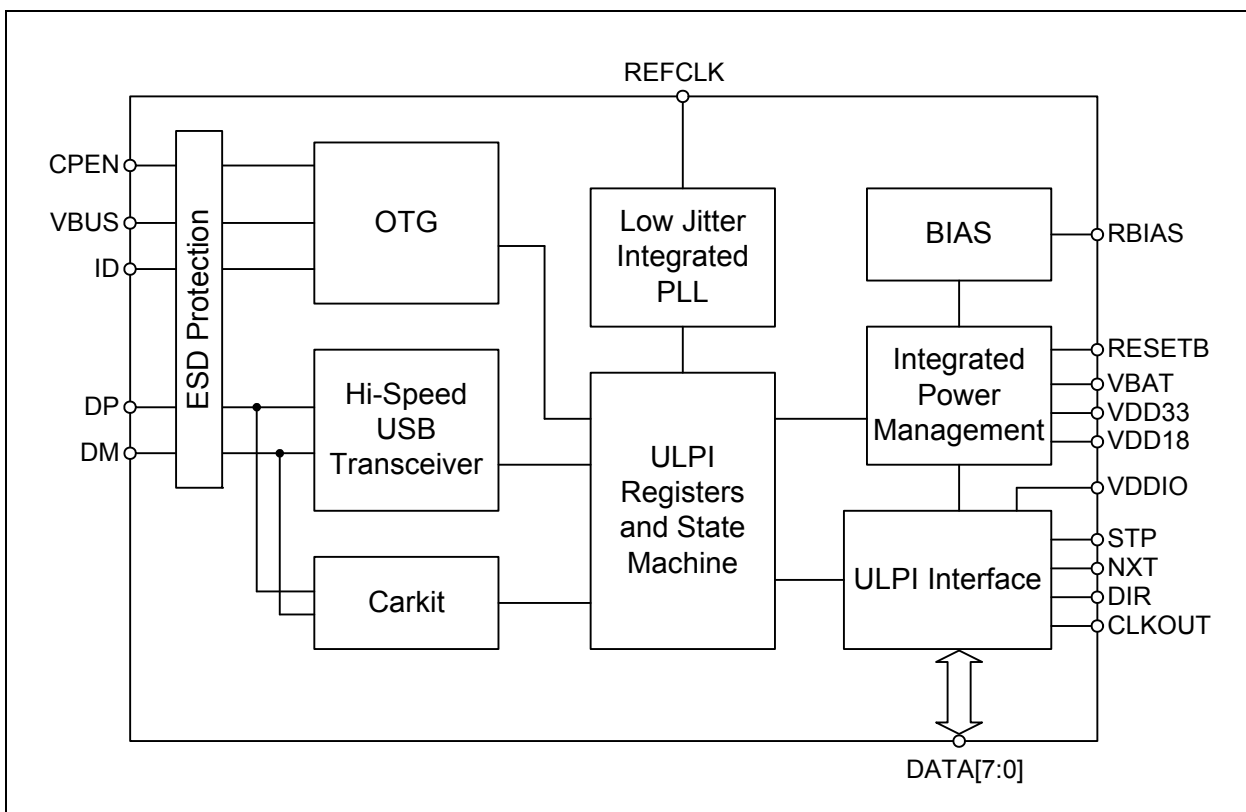 REFCLK
CPEN
VBUS
ID
DP
DM
ESD Protection
OTG
Hi-Speed
USB
Transceiver
Carkit
Low Jitter
Integrated
PLL
ULPI
Registers
and State
Machine
BIAS
Integrated
Power
Management
ULPI Interface
RBIAS
RESETB
VBAT
VDD33
VDD18
VDDIO
STP
NXT
DIR
CLKOUT
DATA[7:0]